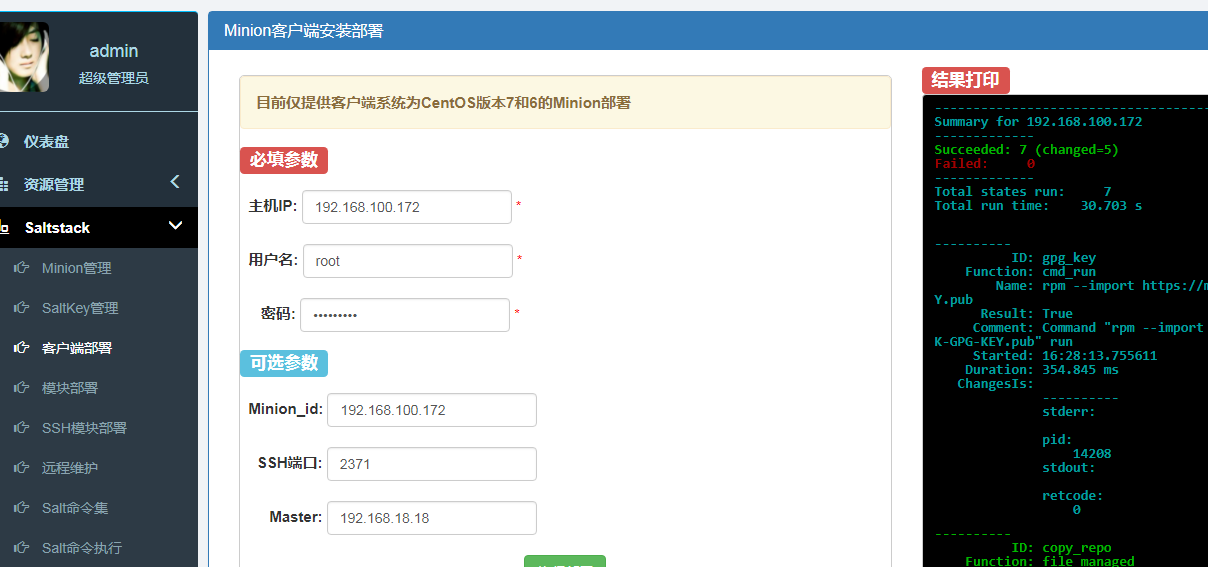 admin
超级管理员
仪表盘
资源管理
Saltstack
Minion管理
SaltKey管理
客户端部署
模块部署
SSH模块部署
远程维护
Salt命令集
Salt命令执行
Minion客户端安装部署
目前仅提供客户端系统为CentOS版本7和6的Minion部署
必填参数
主机IP: 192.168.100.172 *
用户名: root *
密码: ••••••••• *
可选参数
Minion_id: 192.168.100.172
SSH端口: 2371
Master: 192.168.18.18
结果打印
------------------------------------
Summary for 192.168.100.172
-------------
Succeeded: 7 (changed=5)
Failed: 0
-------------
Total states run: 7
Total run time: 30.703 s
----------
ID: gpg_key
Function: cmd_run
Name: rpm --import https://m
Y.pub
Result: True
Comment: Command "rpm --import
K-GPG-KEY.pub" run
Started: 16:28:13.755611
Duration: 354.845 ms
ChangesIs:
----------
stderr:
pid:
14208
stdout:
retcode:
0
----------
ID: copy_repo
Function: file_managed